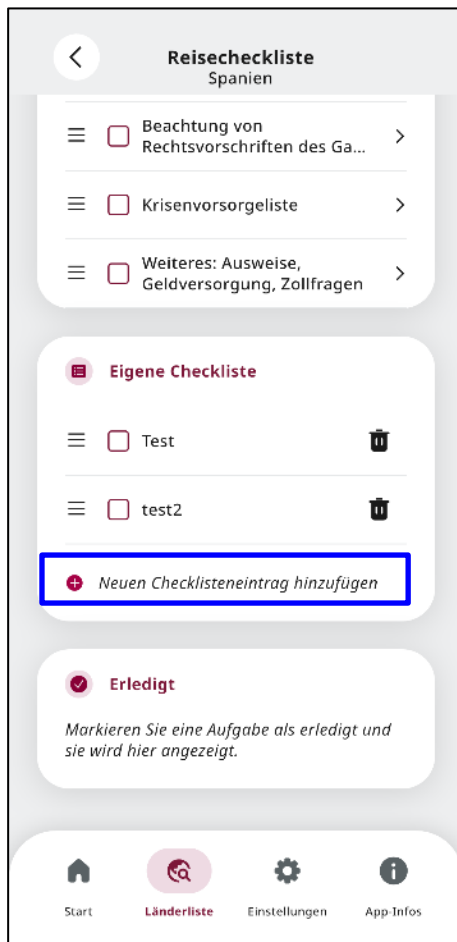 Reisecheckliste
Spanien
Beachtung von
Rechtsvorschriften des Ga...
Krisenvorsorgeliste
Weiteres: Ausweise,
Geldversorgung, Zollfragen
Eigene Checkliste
Test
test2
Neuen Checklisteneintrag hinzufügen
Erledigt
Markieren Sie eine Aufgabe als erledigt und
sie wird hier angezeigt.
Start Länderliste Einstellungen App-Infos